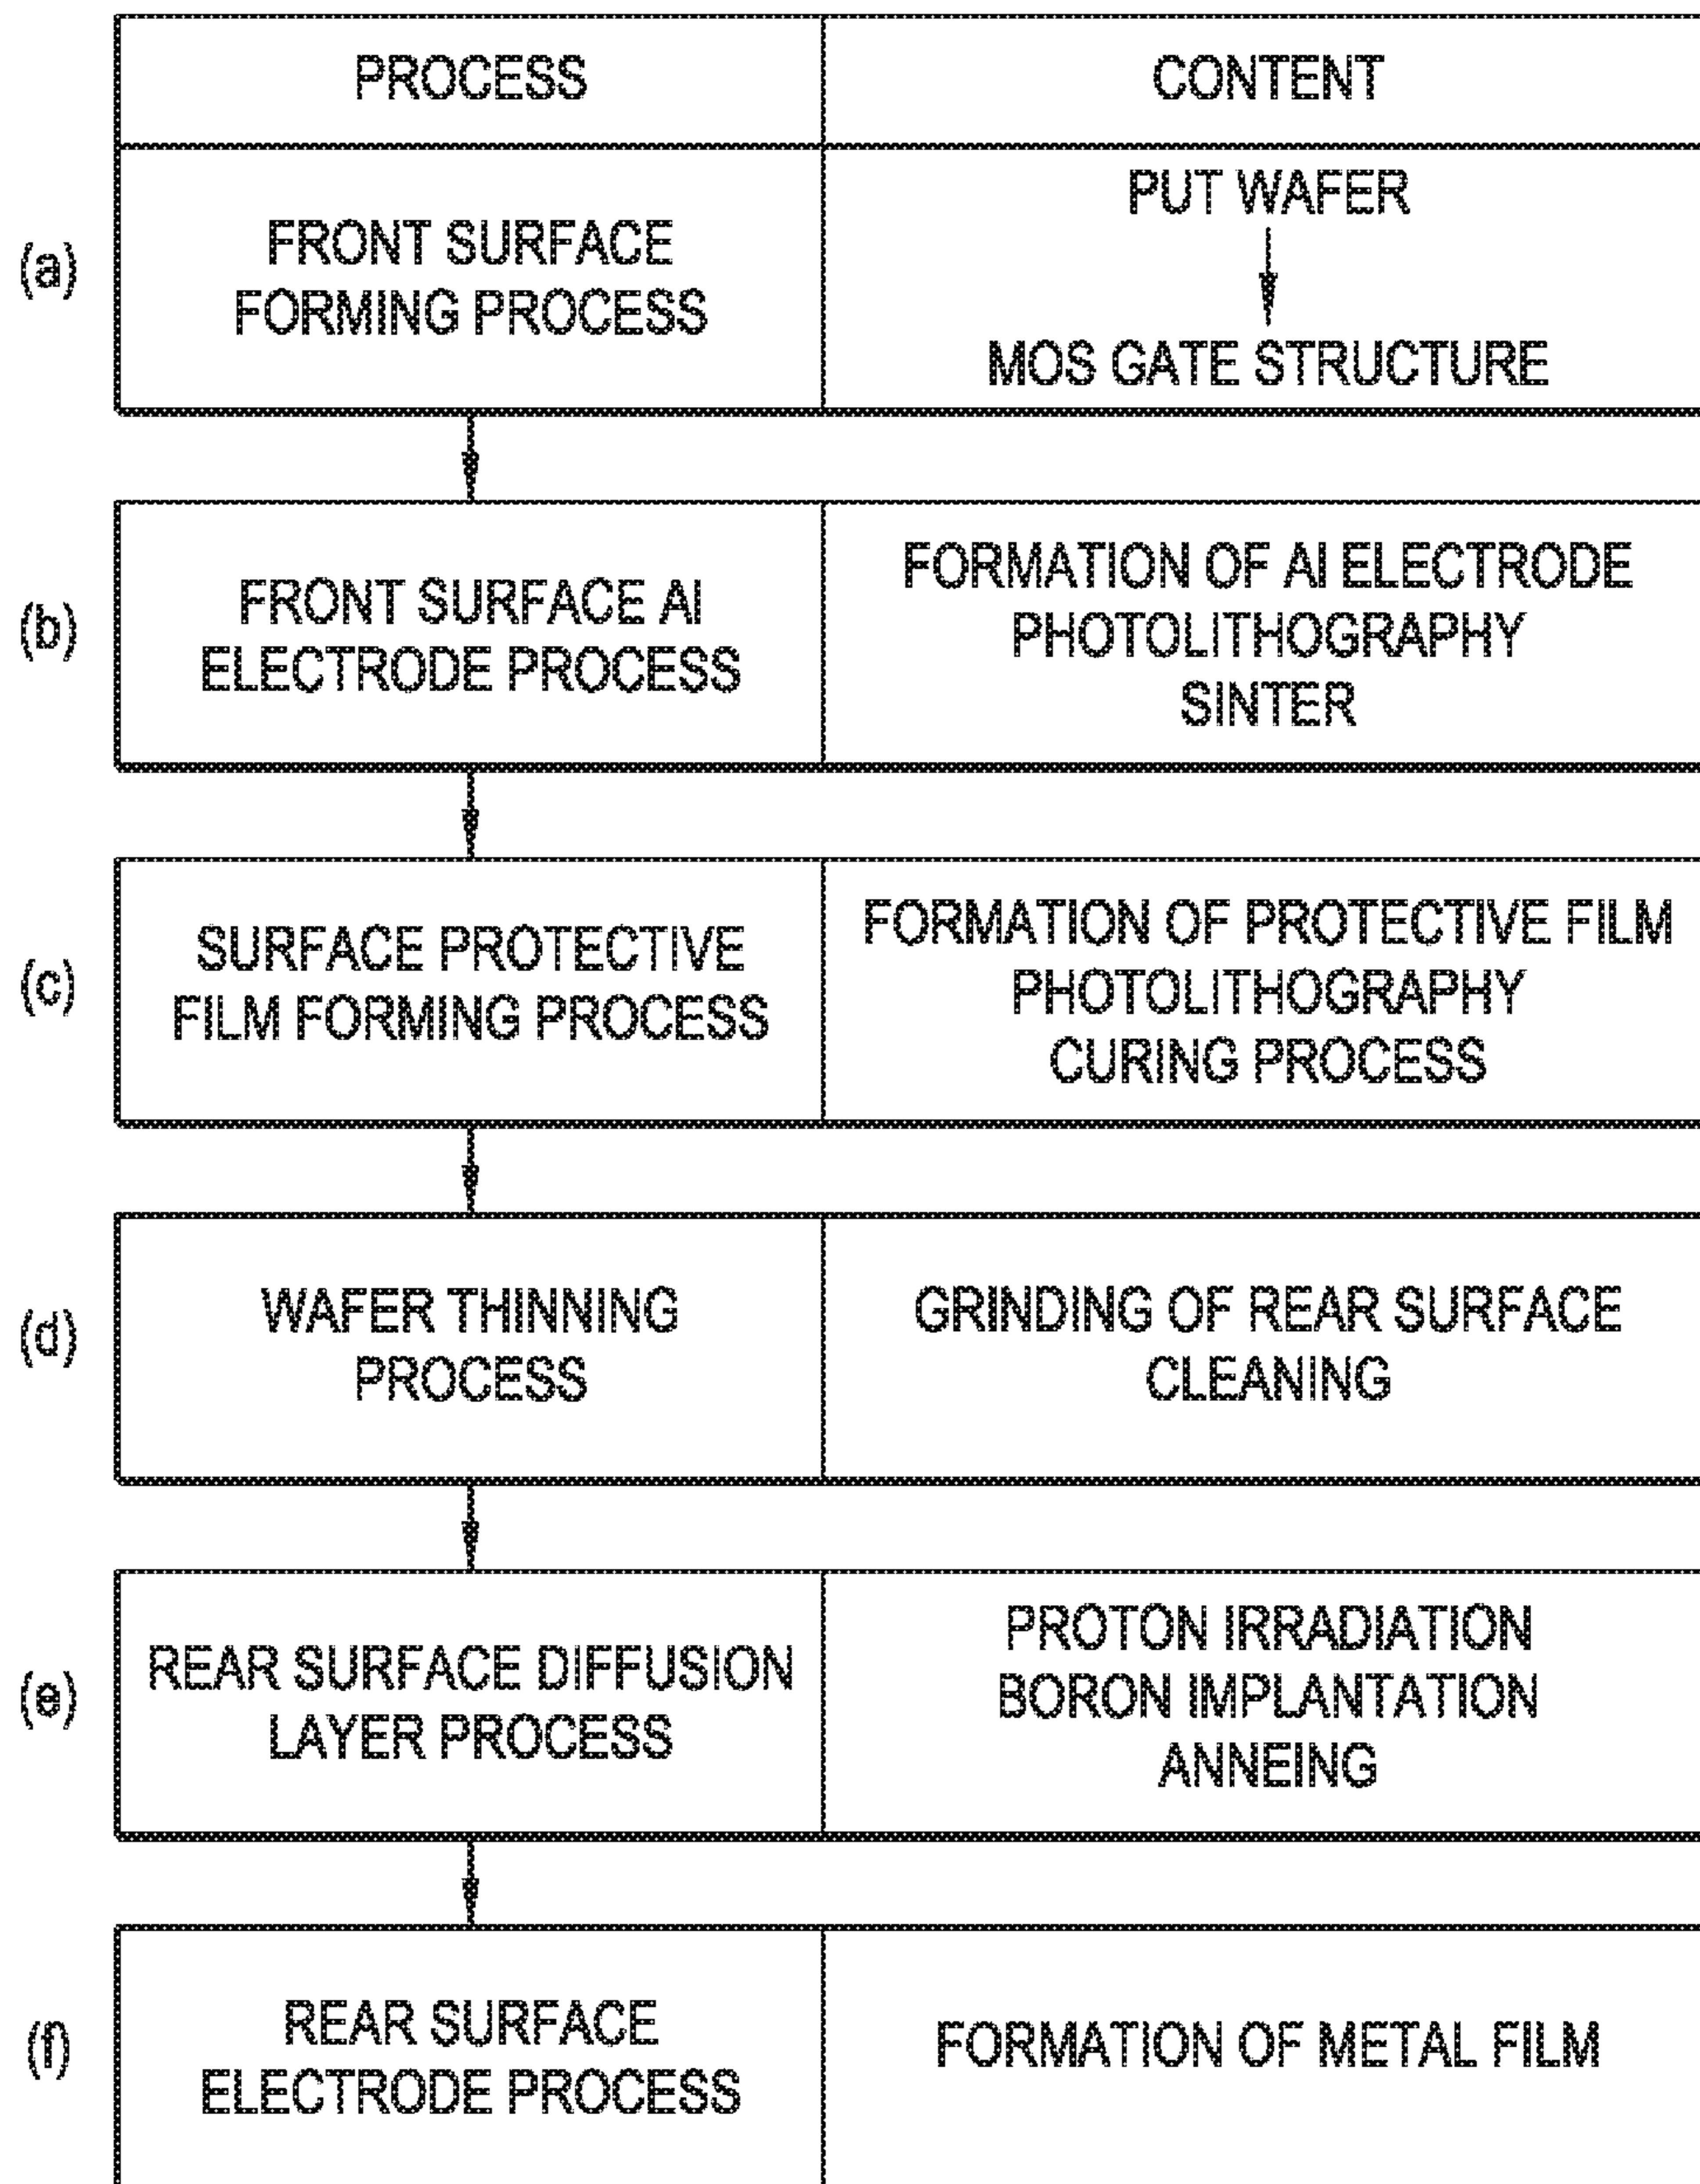 PROCESS
CONTENT
(a)
FRONT SURFACE
FORMING PROCESS
PUT WAFER
MOS GATE STRUCTURE
(b)
FRONT SURFACE Al
ELECTRODE PROCESS
FORMATION OF Al ELECTRODE
PHOTOLITHOGRAPHY
SINTER
(c)
SURFACE PROTECTIVE
FILM FORMING PROCESS
FORMATION OF PROTECTIVE FILM
PHOTOLITHOGRAPHY
CURING PROCESS
(d)
WAFER THINNING
PROCESS
GRINDING OF REAR SURFACE
CLEANING
(e)
REAR SURFACE DIFFUSION
LAYER PROCESS
PROTON IRRADIATION
BORON IMPLANTATION
ANNEING
(f)
REAR SURFACE
ELECTRODE PROCESS
FORMATION OF METAL FILM